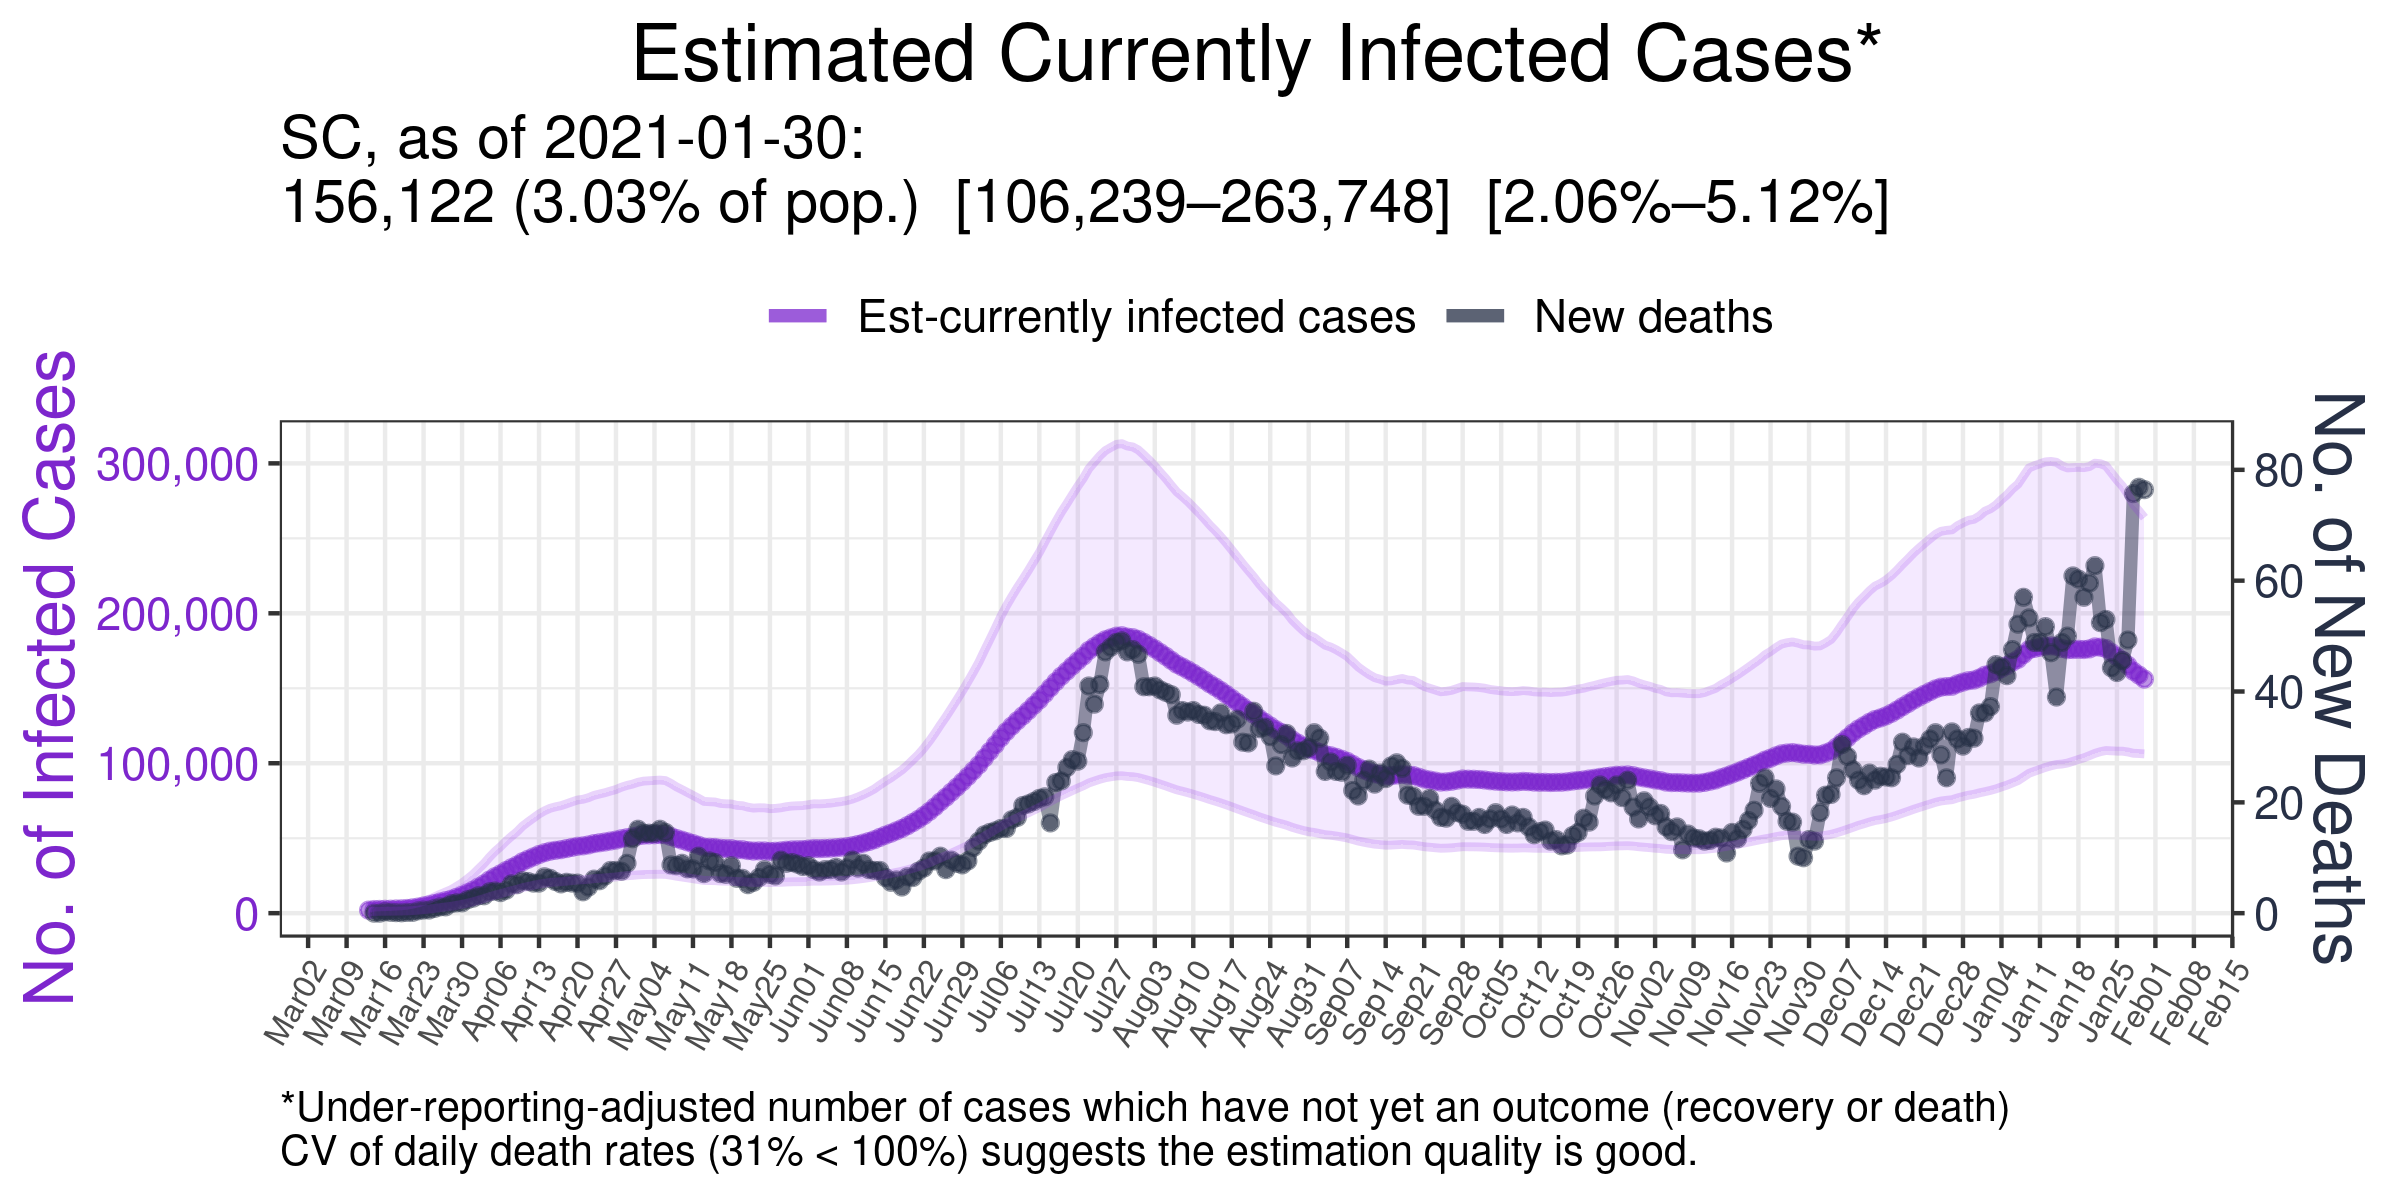 Estimated Currently Infected Cases*
SC, as of 2021-01-30:
156,122 (3.03% of pop.) [106,239–263,748] [2.06%–5.12%]
Est-currently infected cases
New deaths
No. of Infected Cases
300,000
200,000
100,000
0
80
60
40
20
0
No. of New Deaths
Mar02
Mar09
Mar16
Mar23
Mar30
Apr06
Apr13
Apr20
Apr27
May04
May11
May18
May25
Jun01
Jun08
Jun15
Jun22
Jun29
Jul06
Jul13
Jul20
Jul27
Aug03
Aug10
Aug17
Aug24
Aug31
Sep07
Sep14
Sep21
Sep28
Oct05
Oct12
Oct19
Oct26
Nov02
Nov09
Nov16
Nov23
Nov30
Dec07
Dec14
Dec21
Dec28
Jan04
Jan11
Jan18
Jan25
Feb01
Feb08
Feb15
*Under-reporting-adjusted number of cases which have not yet an outcome (recovery or death)
CV of daily death rates (31% < 100%) suggests the estimation quality is good.